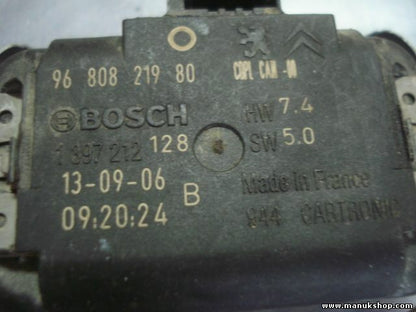 96 808 219 80 CDPL CAN-00
BOSCH HW 7.4
1 397 212 128 SW 5.0
13-09-06 B Made in France
09:20:24 844 CARTRONIC
www.manukshop.com